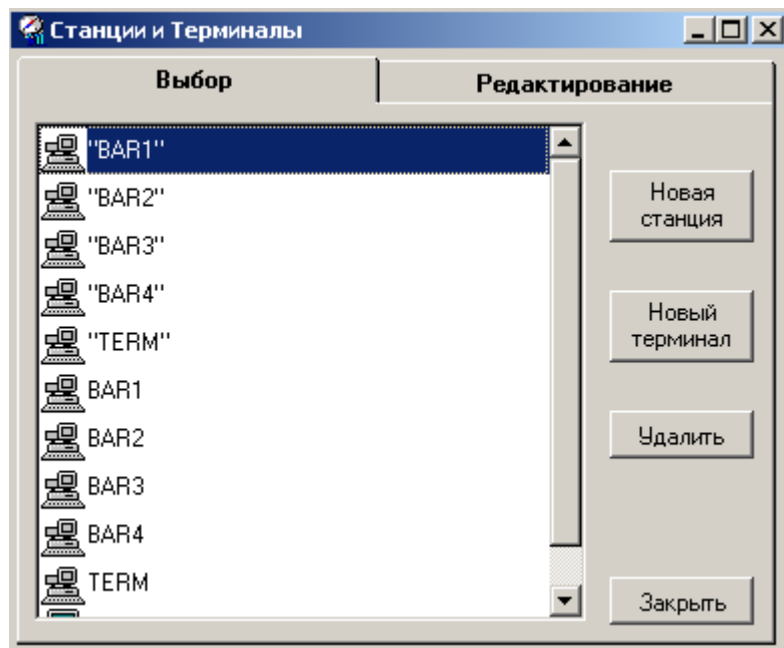 Станции и Терминалы
Выбор
Редактирование
"BAR1"
"BAR2"
"BAR3"
"BAR4"
"TERM"
BAR1
BAR2
BAR3
BAR4
TERM
Новая
станция
Новый
терминал
Удалить
Закрыть